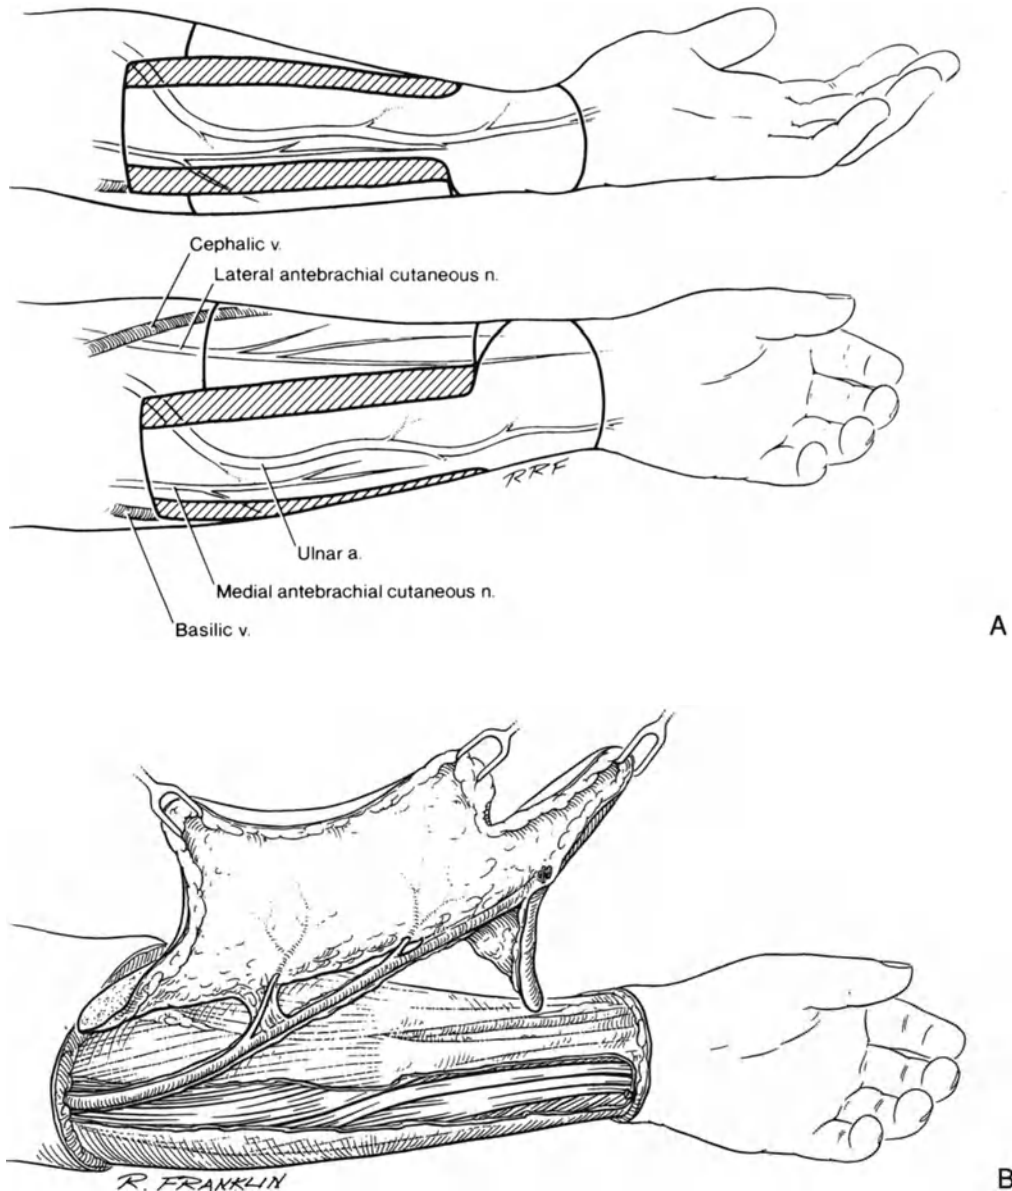 Cephalic v.
Lateral antebrachial cutaneous n.
RRF
Ulnar a.
Medial antebrachial cutaneous n.
Basilic v.
A
R. FRANKLIN
B